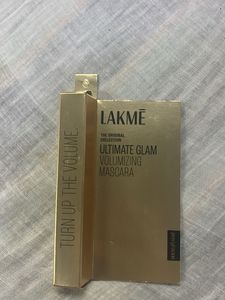 TURN UP THE VOLUME.
LAKMĒ
THE ORIGINAL
COLLECTION
ULTIMATE GLAM
VOLUMIZING
MASCARA